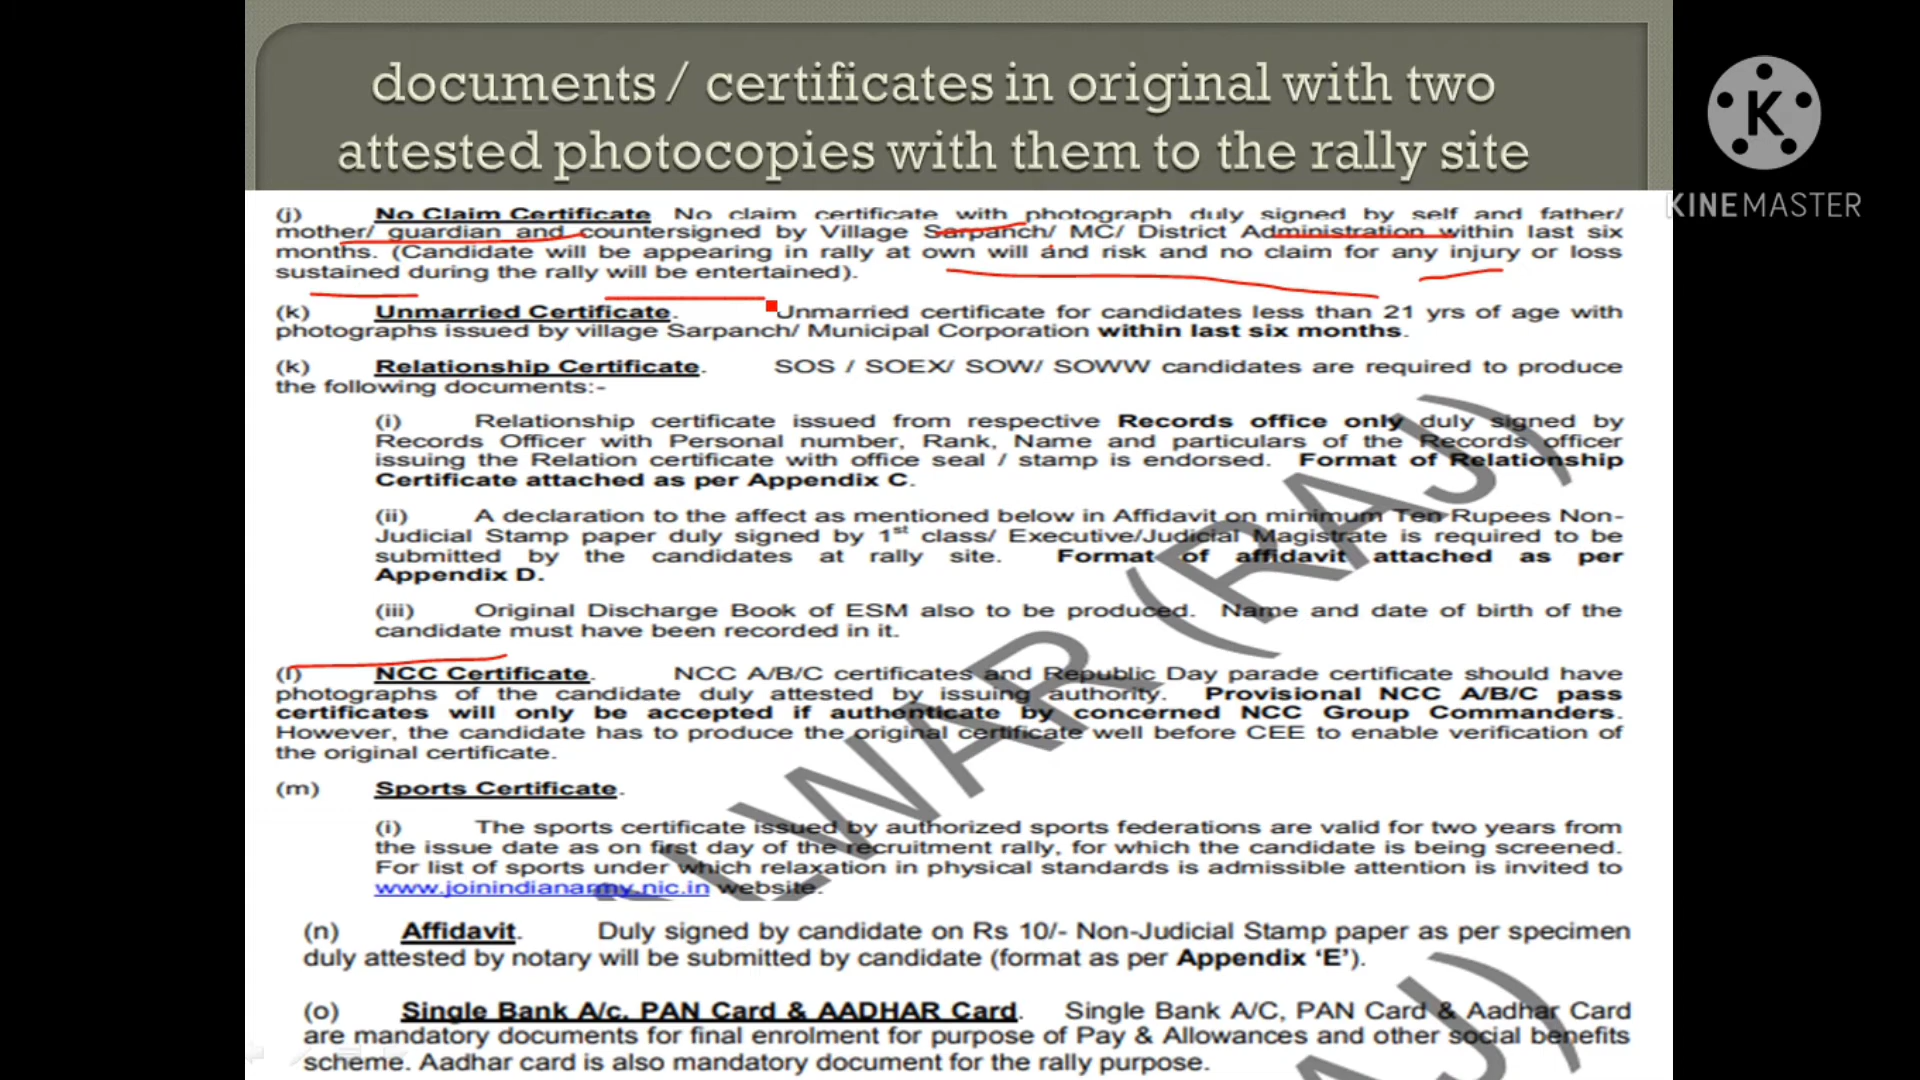 documents / certificates in original with two
attested photocopies with them to the rally site
K
KINEMASTER
(j) No Claim Certificate No claim certificate with photograph duly signed by self and father/
mother/ guardian and countersigned by Village Sarpanch/ MC/ District Administration within last six
months. (Candidate will be appearing in rally at own will and risk and no claim for any injury or loss
sustained during the rally will be entertained).
(k) Unmarried Certificate. Unmarried certificate for candidates less than 21 yrs of age with
photographs issued by village Sarpanch/ Municipal Corporation within last six months.
(k) Relationship Certificate. SOS / SOEX/ SOW/ SOWW candidates are required to produce
the following documents:-
(i) Relationship certificate issued from respective Records office only duly signed by
Records Officer with Personal number, Rank, Name and particulars of the Records officer
issuing the Relation certificate with office seal / stamp is endorsed. Format of Relationship
Certificate attached as per Appendix C.
(ii) A declaration to the affect as mentioned below in Affidavit on minimum Ten Rupees Non-
Judicial Stamp paper duly signed by 1st class/ Executive/Judicial Magistrate is required to be
submitted by the candidates at rally site. Format of affidavit attached as per
Appendix D.
(iii) Original Discharge Book of ESM also to be produced. Name and date of birth of the
candidate must have been recorded in it.
(l) NCC Certificate. NCC A/B/C certificates and Republic Day parade certificate should have
photographs of the candidate duly attested by issuing authority. Provisional NCC A/B/C pass
certificates will only be accepted if authenticate by concerned NCC Group Commanders.
However, the candidate has to produce the original certificate well before CEE to enable verification of
the original certificate.
(m) Sports Certificate.
(i) The sports certificate issued by authorized sports federations are valid for two years from
the issue date as on first day of the recruitment rally, for which the candidate is being screened.
For list of sports under which relaxation in physical standards is admissible attention is invited to
www.joinindianarmy.nic.in website.
(n) Affidavit. Duly signed by candidate on Rs 10/- Non-Judicial Stamp paper as per specimen
duly attested by notary will be submitted by candidate (format as per Appendix ‘E’).
(o) Single Bank A/c, PAN Card & AADHAR Card. Single Bank A/C, PAN Card & Aadhar Card
are mandatory documents for final enrolment for purpose of Pay & Allowances and other social benefits
scheme. Aadhar card is also mandatory document for the rally purpose.
LWAR (RAJ)
AJ)